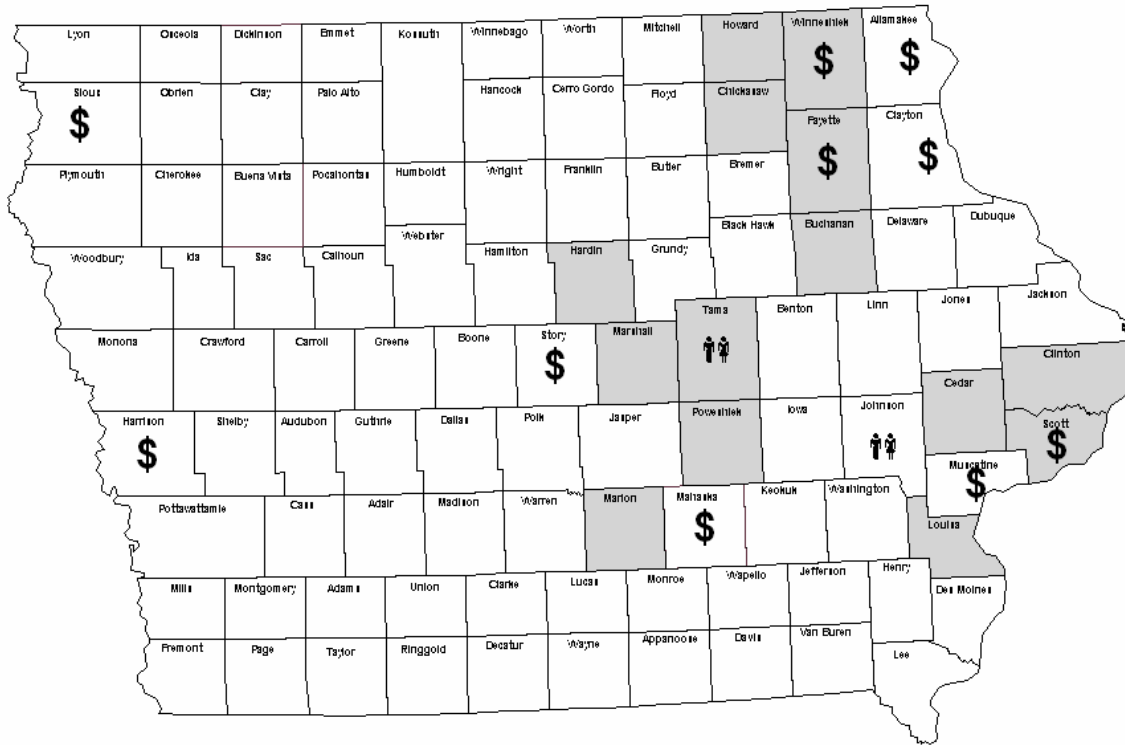 Lyon
Osceola
Dickinson
Emmet
Kossuth
Winnebago
Worth
Mitchell
Howard
Winneshiek
Allamakee
$
$
Sioux
Obrien
Clay
Palo Alto
Hancock
Cerro Gordo
Floyd
Chickasaw
Fayette
Clayton
$
$
$
Plymouth
Cherokee
Buena Vista
Pocahontas
Humboldt
Wright
Franklin
Butler
Bremer
Webster
Black Hawk
Buchanan
Delaware
Dubuque
Woodbury
Ida
Sac
Calhoun
Hamilton
Hardin
Grundy
Tama
Benton
Linn
Jones
Jackson
Monona
Crawford
Carroll
Greene
Boone
Story
$
Marshall
Clinton
Cedar
Harrison
$
Shelby
Audubon
Guthrie
Dallas
Polk
Jasper
Poweshiek
Iowa
Johnson
Scott
$
Muscatine
$
Pottawattamie
Cass
Adair
Madison
Warren
Marion
Mahaska
$
Keokuk
Washington
Louisa
Mills
Montgomery
Adams
Union
Clarke
Lucas
Monroe
Wapello
Jefferson
Henry
Des Moines
Fremont
Page
Taylor
Ringgold
Decatur
Wayne
Appanoose
Davis
Van Buren
Lee